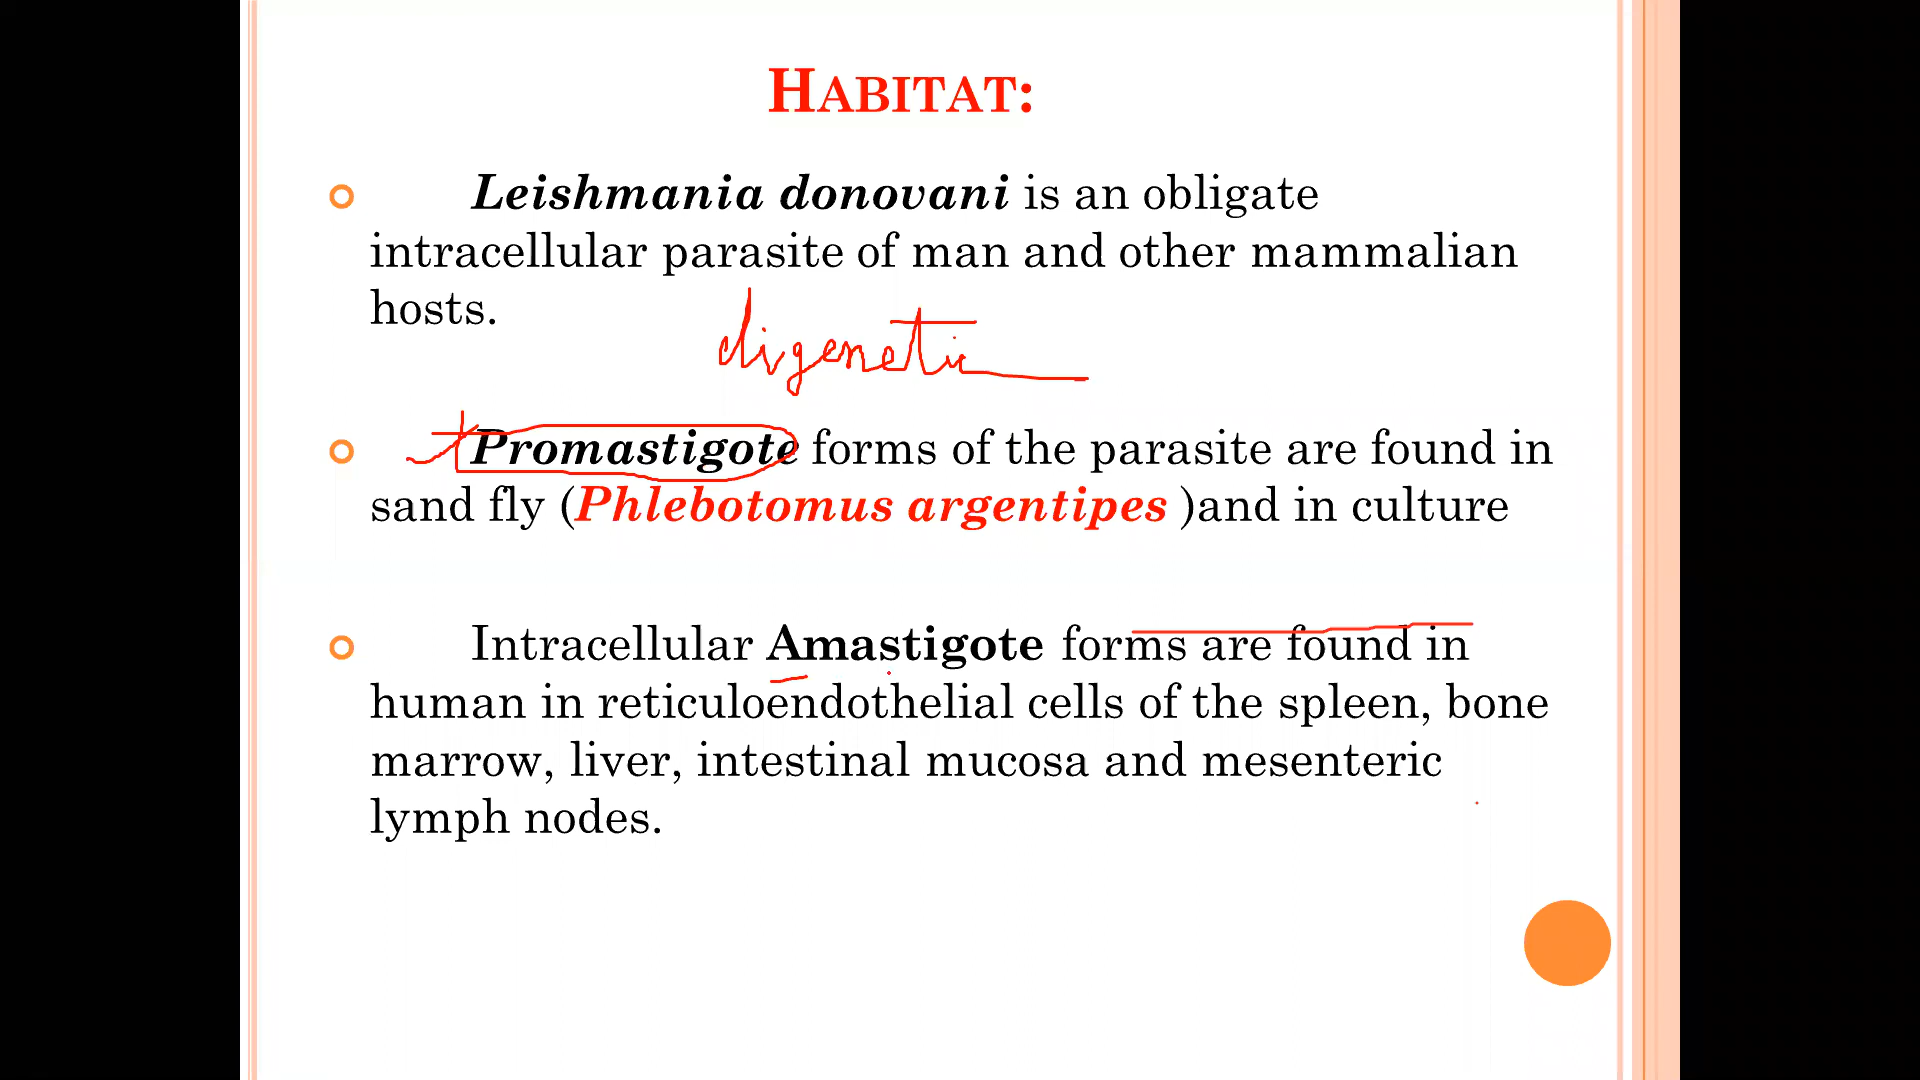 HABITAT:
Leishmania donovani is an obligate
intracellular parasite of man and other mammalian
hosts.
digenetic
Promastigote forms of the parasite are found in
sand fly (Phlebotomus argentipes )and in culture
Intracellular Amastigote forms are found in
human in reticuloendothelial cells of the spleen, bone
marrow, liver, intestinal mucosa and mesenteric
lymph nodes.